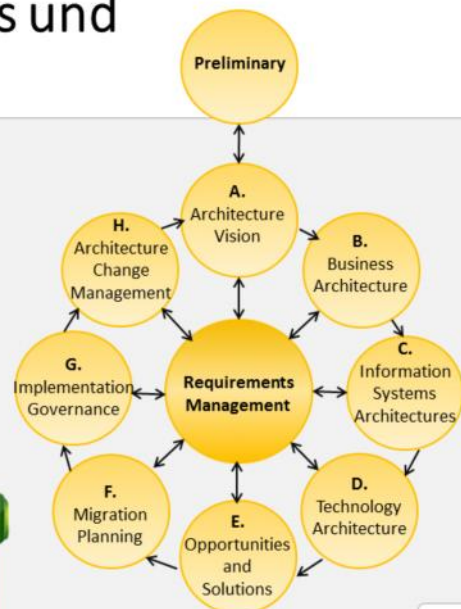 s und
Preliminary
A.
Architecture
Vision
H.
Architecture
Change
Management
B.
Business
Architecture
C.
Information
Systems
Architectures
G.
Implementation
Governance
Requirements
Management
D.
Technology
Architecture
F.
Migration
Planning
E.
Opportunities
and
Solutions